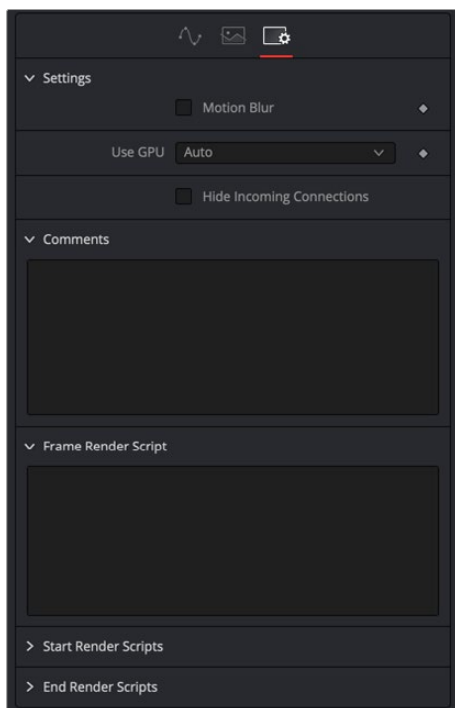 Settings
Motion Blur
Use GPU Auto
Hide Incoming Connections
Comments
Frame Render Script
Start Render Scripts
End Render Scripts